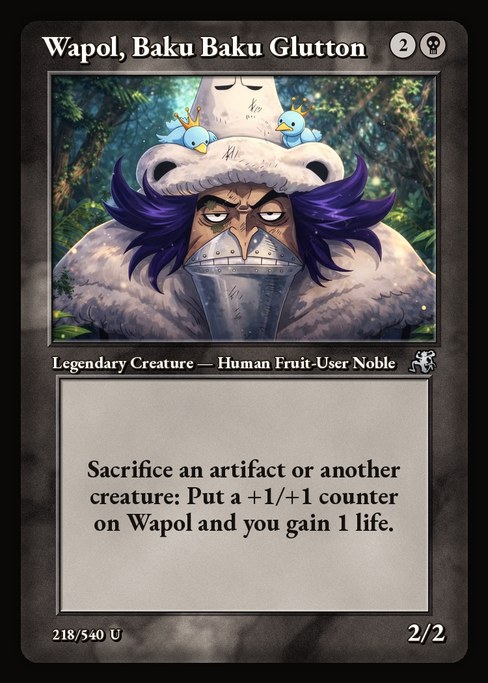 Wapol, Baku Baku Glutton 2
Legendary Creature — Human Fruit-User Noble
Sacrifice an artifact or another
creature: Put a +1/+1 counter
on Wapol and you gain 1 life.
218/540 U 2/2